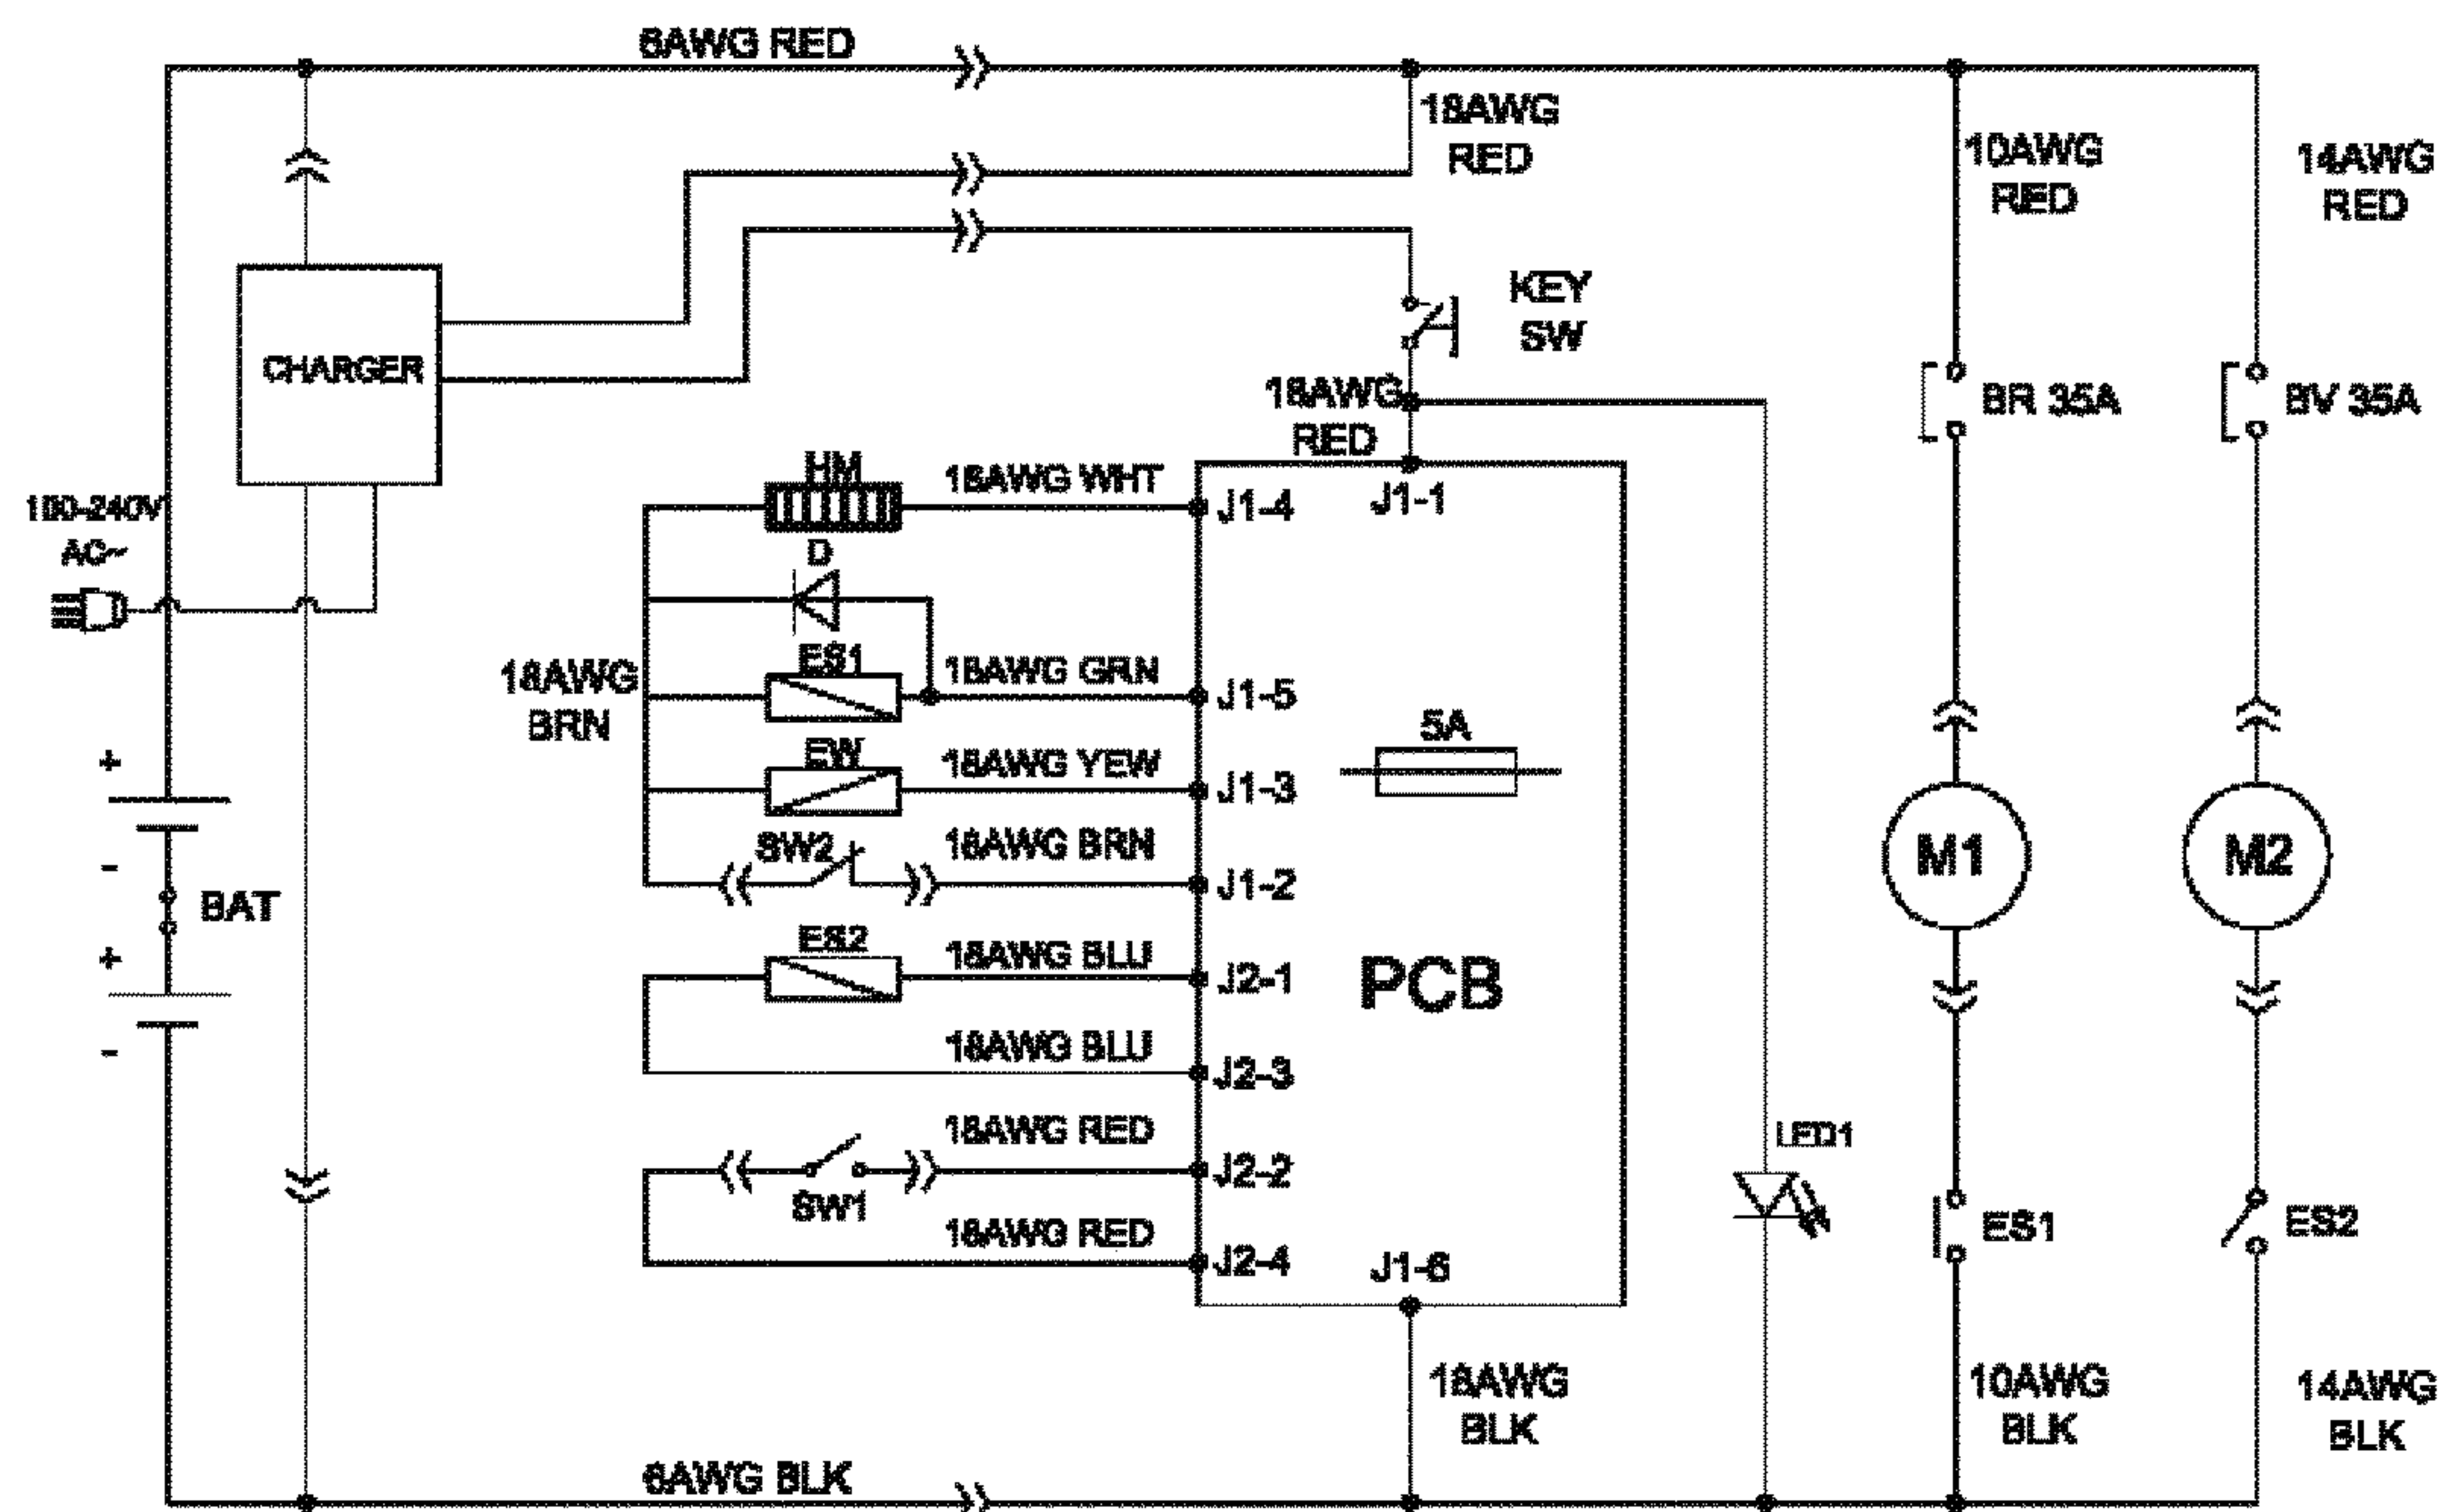 6AWG RED
18AWG
RED
10AWG
RED
14AWG
RED
KEY
SW
CHARGER
18AWG
RED
BR 35A
BV 35A
HM
18AWG WHT
J1-4
J1-1
100-240V
AC~
D
ES1
18AWG GRN
J1-5
18AWG
BRN
5A
EW
18AWG YEW
J1-3
+
SW2
18AWG BRN
J1-2
M1
M2
-
BAT
ES2
18AWG BLU
J2-1
PCB
+
18AWG BLU
J2-3
-
18AWG RED
J2-2
LED1
SW1
18AWG RED
J2-4
J1-6
ES1
ES2
18AWG
BLK
10AWG
BLK
14AWG
BLK
6AWG BLK